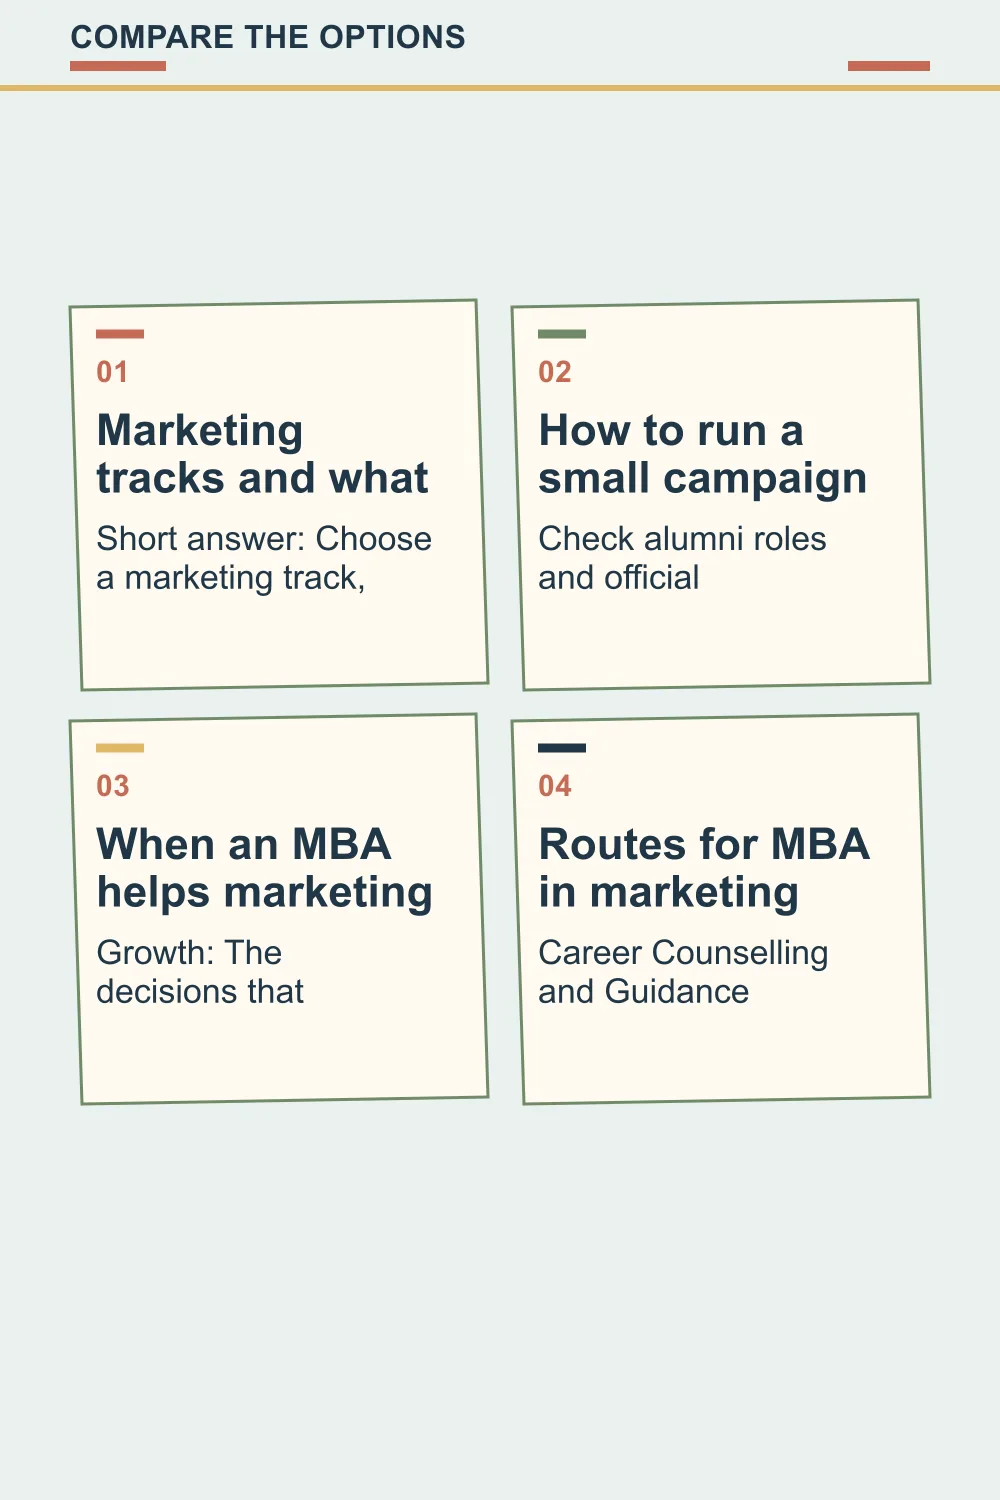 COMPARE THE OPTIONS
01
Marketing
tracks and what
Short answer: Choose
a marketing track,
02
How to run a
small campaign
Check alumni roles
and official
03
When an MBA
helps marketing
Growth: The
decisions that
04
Routes for MBA
in marketing
Career Counselling
and Guidance